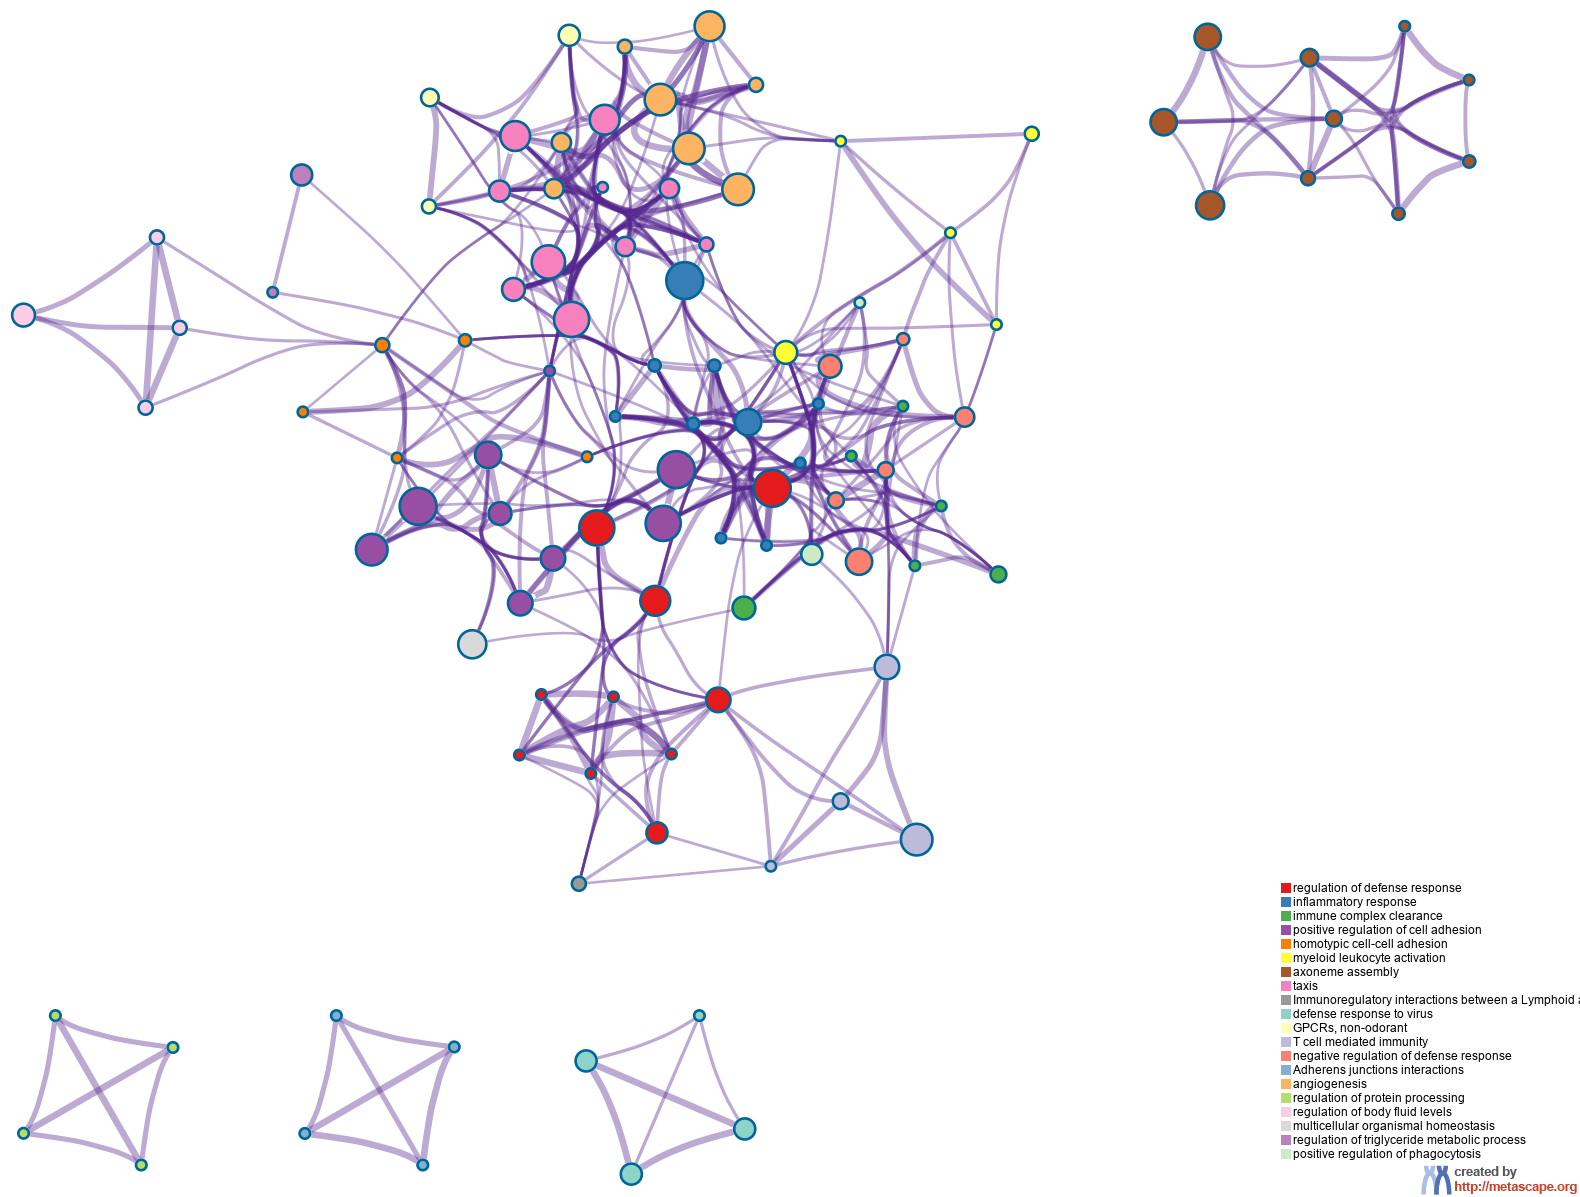 regulation of defense response
inflammatory response
immune complex clearance
positive regulation of cell adhesion
homotypic cell-cell adhesion
myeloid leukocyte activation
axoneme assembly
taxis
Immunoregulatory interactions between a Lymphoid a
defense response to virus
GPCRs, non-odorant
T cell mediated immunity
negative regulation of defense response
Adherens junctions interactions
angiogenesis
regulation of protein processing
regulation of body fluid levels
multicellular organismal homeostasis
regulation of triglyceride metabolic process
positive regulation of phagocytosis
created by
http://metascape.org